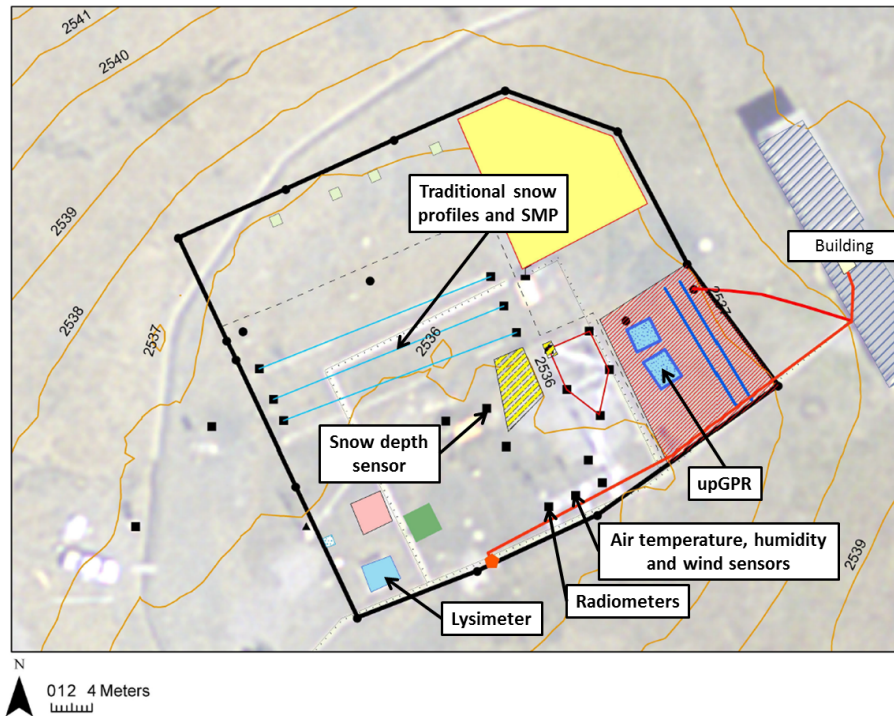 2541
2540
2539
2538
2537
Traditional snow
profiles and SMP
Building
2537
2536
2536
Snow depth
sensor
upGPR
Air temperature, humidity
and wind sensors
2539
Radiometers
Lysimeter
N
012 4 Meters